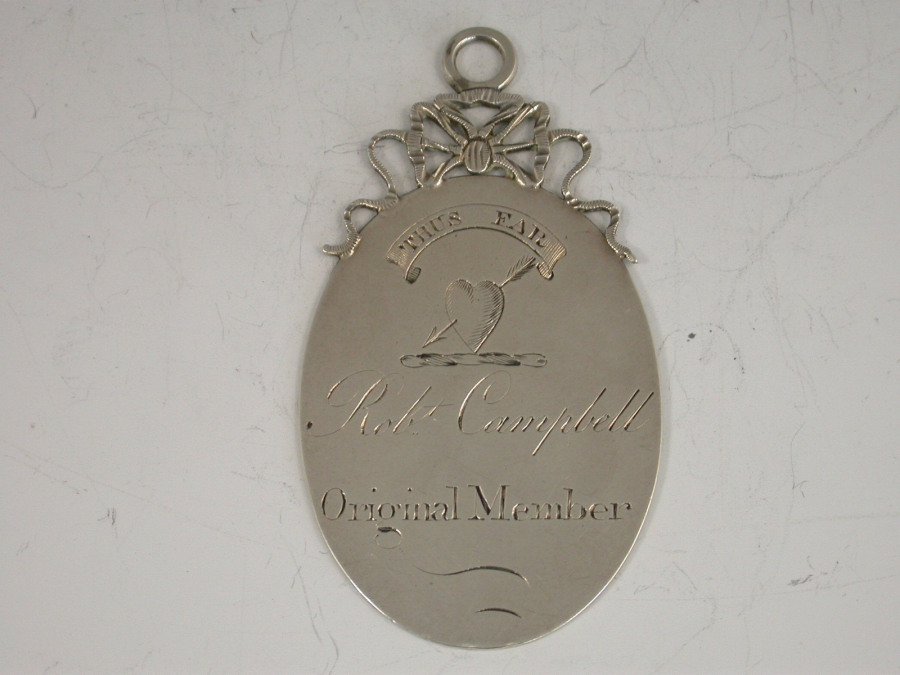 THUS FAR
Robt Campbell
Original Member